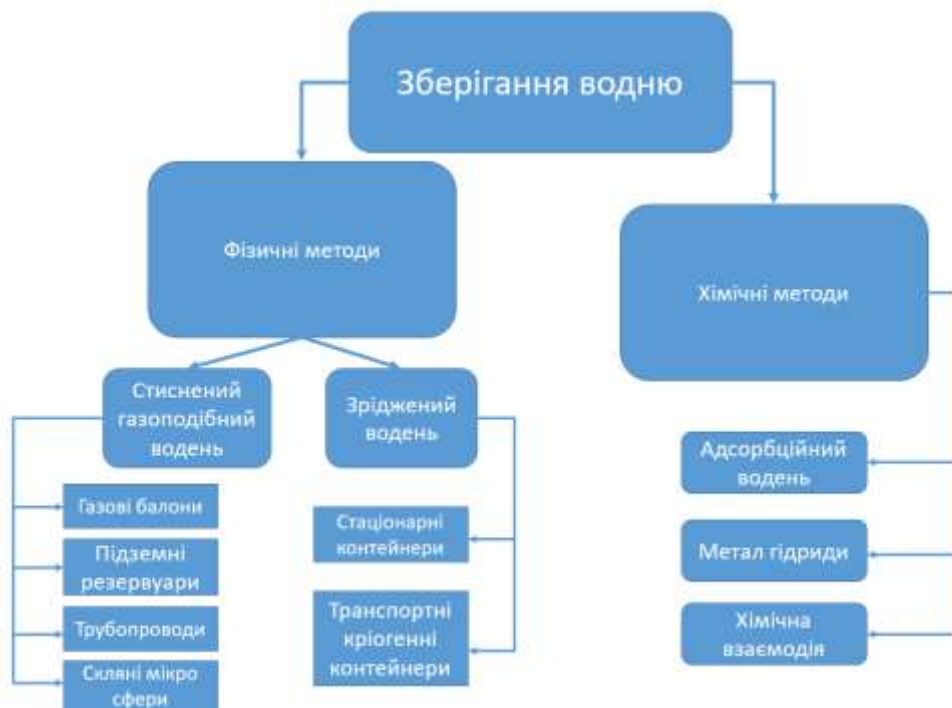 Зберігання водню
Фізичні методи
Хімічні методи
Стиснений
газоподібний
водень
Зріджений
водень
Газові балони
Підземні
резервуари
Трубопроводи
Скляні мікро
сфери
Стаціонарні
контейнери
Транспортні
кріогенні
контейнери
Адсорбційний
водень
Метал гідриди
Хімічна
взаємодія